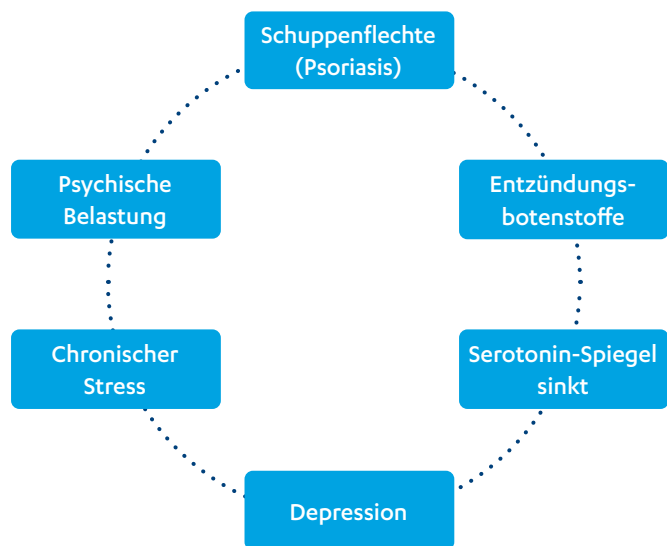 Schuppenflechte
(Psoriasis)
Psychische
Belastung
Entzündungs-
botenstoffe
Chronischer
Stress
Serotonin-Spiegel
sinkt
Depression